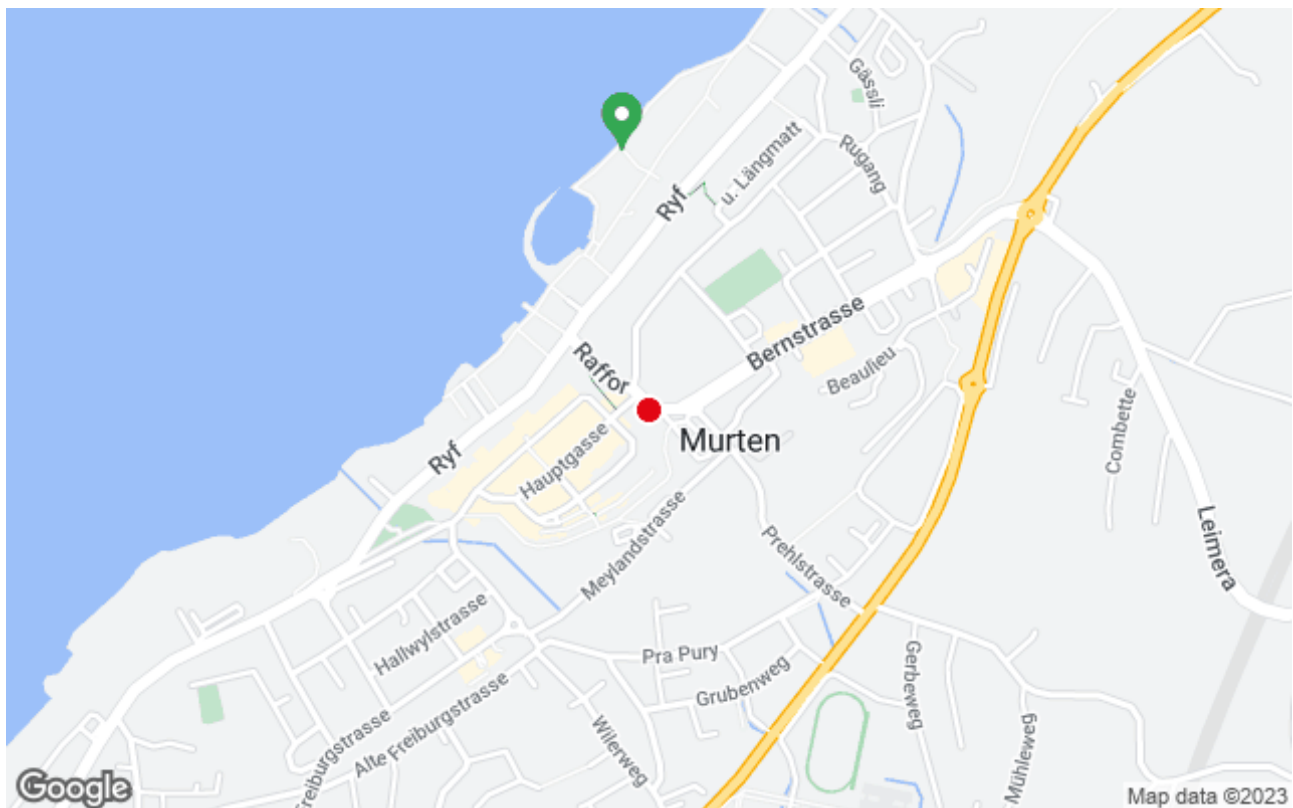 Gässli
u. Längmatt
Rugang
Ryf
Bernstrasse
Raffor
Beaulieu
Combette
Murten
Ryf
Hauptgasse
Leimera
Meylandstrasse
Prehlstrasse
Hallwylstrasse
Pra Pury
Grubenweg
Gerbeweg
Freiburgstrasse
Alte Freiburgstrasse
Wilerweg
Mühleweg
Google
Map data ©2023